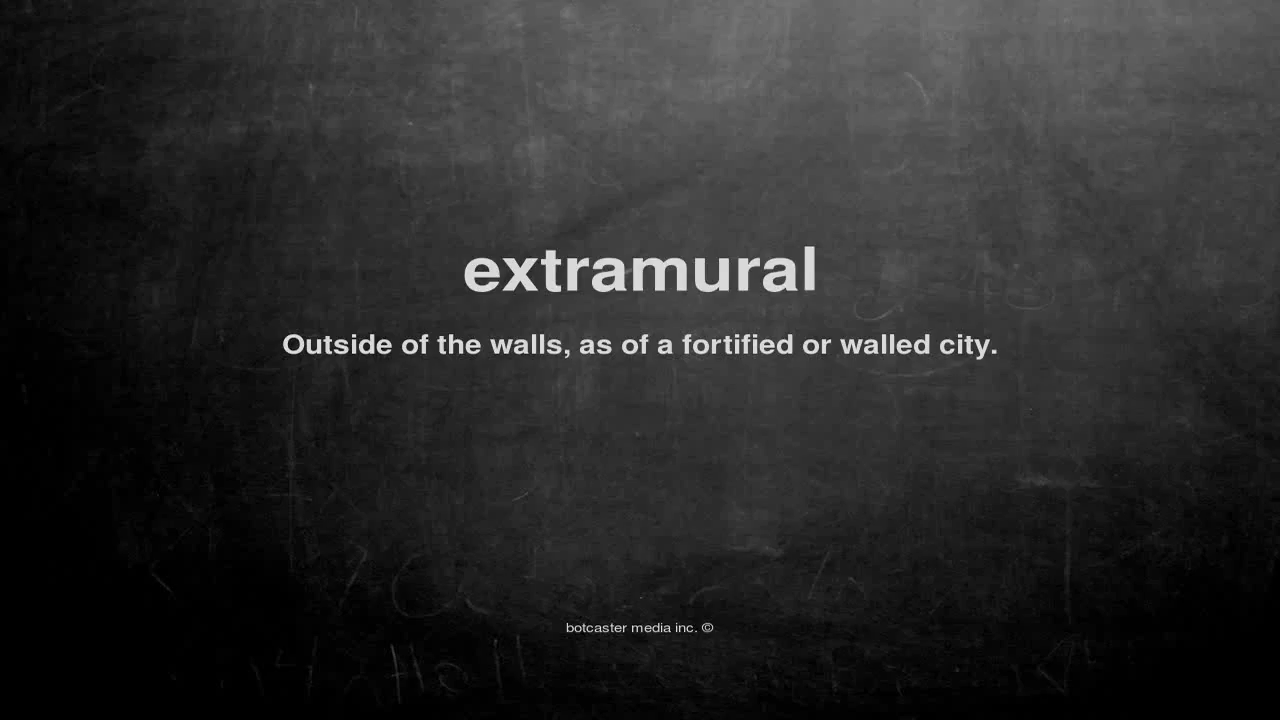 extramural
Outside of the walls, as of a fortified or walled city.
botcaster media inc. ©